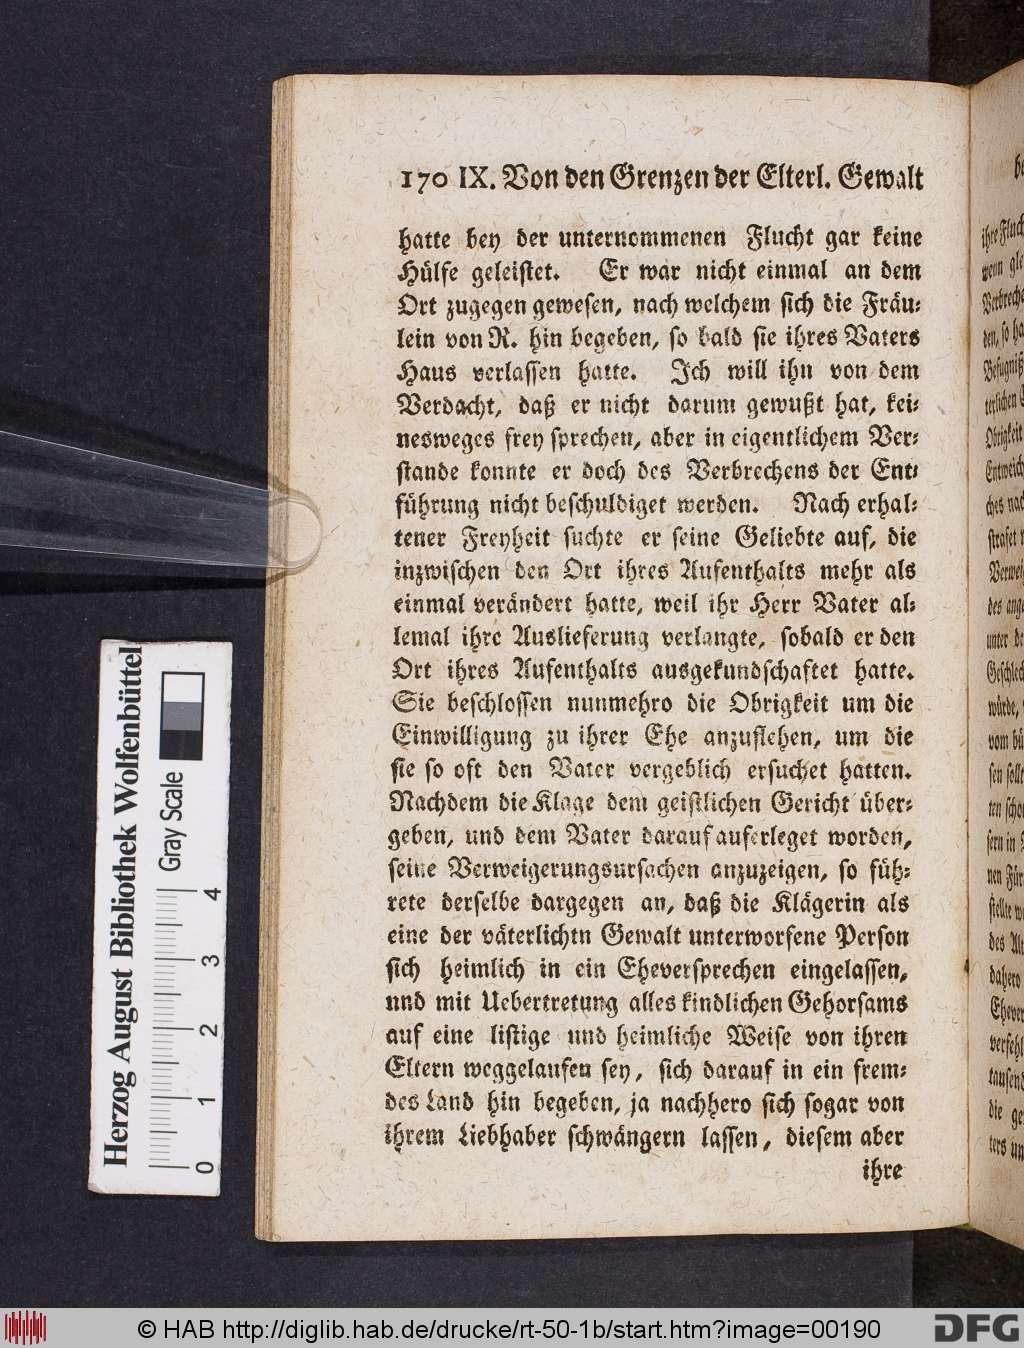 170 IX. Von den Grenzen der Elterl. Gewalt
hatte bey der unternommenen Flucht gar keine
Hülfe geleistet. Er war nicht einmal an dem
Ort zugegen gewesen, nach welchem sich die Fräu-
lein von R. hin begeben, so bald sie ihres Vaters
Haus verlassen hatte. Ich will ihn von dem
Verdacht, daß er nicht darum gewußt hat, kei-
nesweges frey sprechen, aber in eigentlichem Ver-
stande konnte er doch des Verbrechens der Ent-
führung nicht beschuldiget werden. Nach erhal-
tener Freyheit suchte er seine Geliebte auf, die
inzwischen den Ort ihres Aufenthalts mehr als
einmal verändert hatte, weil ihr Herr Vater al-
lemal ihre Auslieferung verlangte, sobald er den
Ort ihres Aufenthalts ausgekundschaftet hatte.
Sie beschlossen nunmehro die Obrigkeit um die
Einwilligung zu ihrer Ehe anzuflehen, um die
sie so oft den Vater vergeblich ersuchet hatten.
Nachdem die Klage dem geistlichen Gericht über-
geben, und dem Vater darauf auferleget worden,
seine Verweigerungsursachen anzuzeigen, so füh-
rete derselbe dargegen an, daß die Klägerin als
eine der väterlichtn Gewalt unterworfene Person
sich heimlich in ein Eheversprechen eingelassen,
und mit Uebertretung alles kindlichen Gehorsams
auf eine listige und heimliche Weise von ihren
Eltern weggelaufen sey, sich darauf in ein frem-
des Land hin begeben, ja nachhero sich sogar von
ihrem Liebhaber schwängern lassen, diesem aber
ihre
Herzog August Bibliothek Wolfenbüttel
Gray Scale
0 1 2 3 4
© HAB http://diglib.hab.de/drucke/rt-50-1b/start.htm?image=00190
DFG